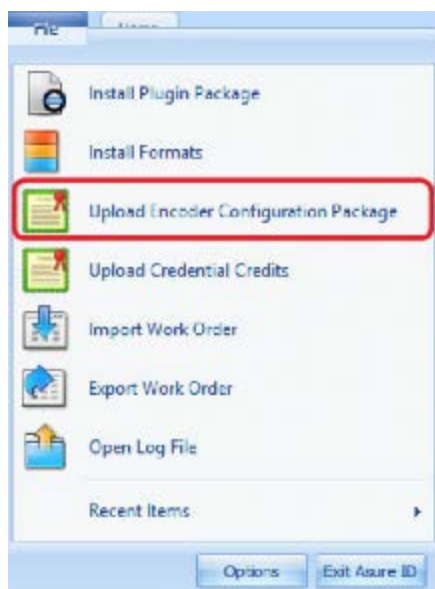 File
Home
Install Plugin Package
Install Formats
Upload Encoder Configuration Package
Upload Credential Credits
Import Work Order
Export Work Order
Open Log File
Recent Items
Options Exit Asure ID